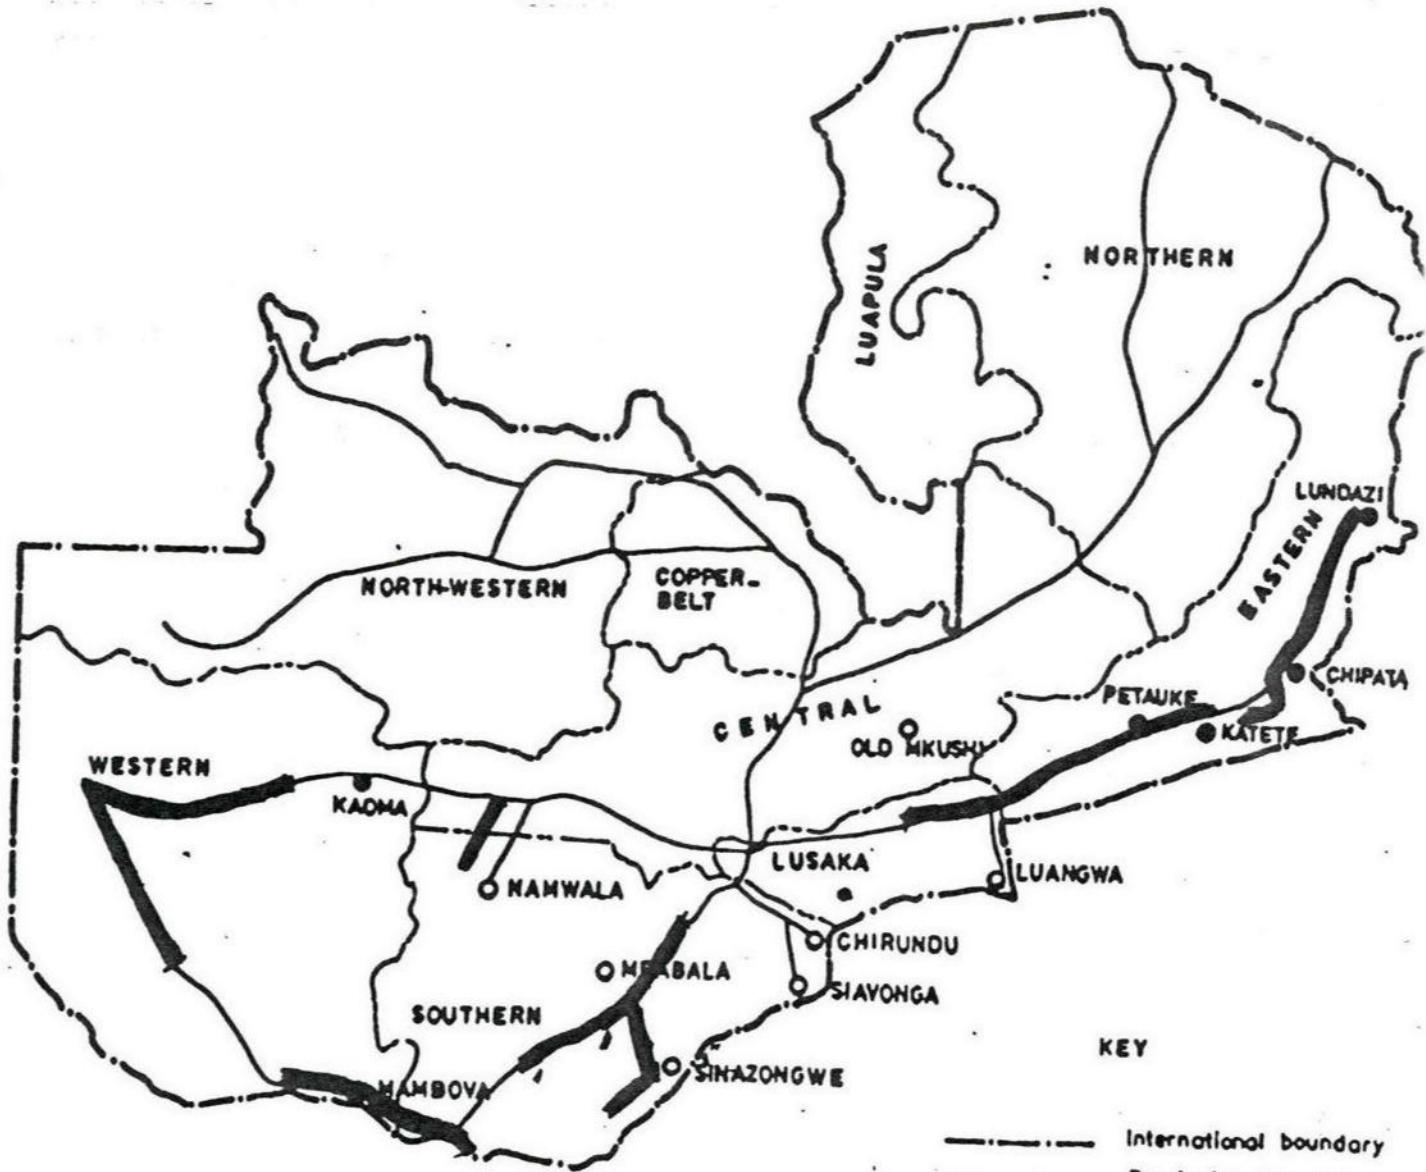 NORTHERN
LUAPULA
LUNDAZI
EASTERN
NORTH-WESTERN
COPPER-
BELT
CHIPATA
PETAUKE
CENTRAL
KATETE
OLD MKUSHI
WESTERN
KAOMA
LUSAKA
LUANGWA
NAMWALA
CHIRUNDU
MBABALA
SIAVONGA
SOUTHERN
KEY
SINAZONGWE
MAMBOVA
International boundary